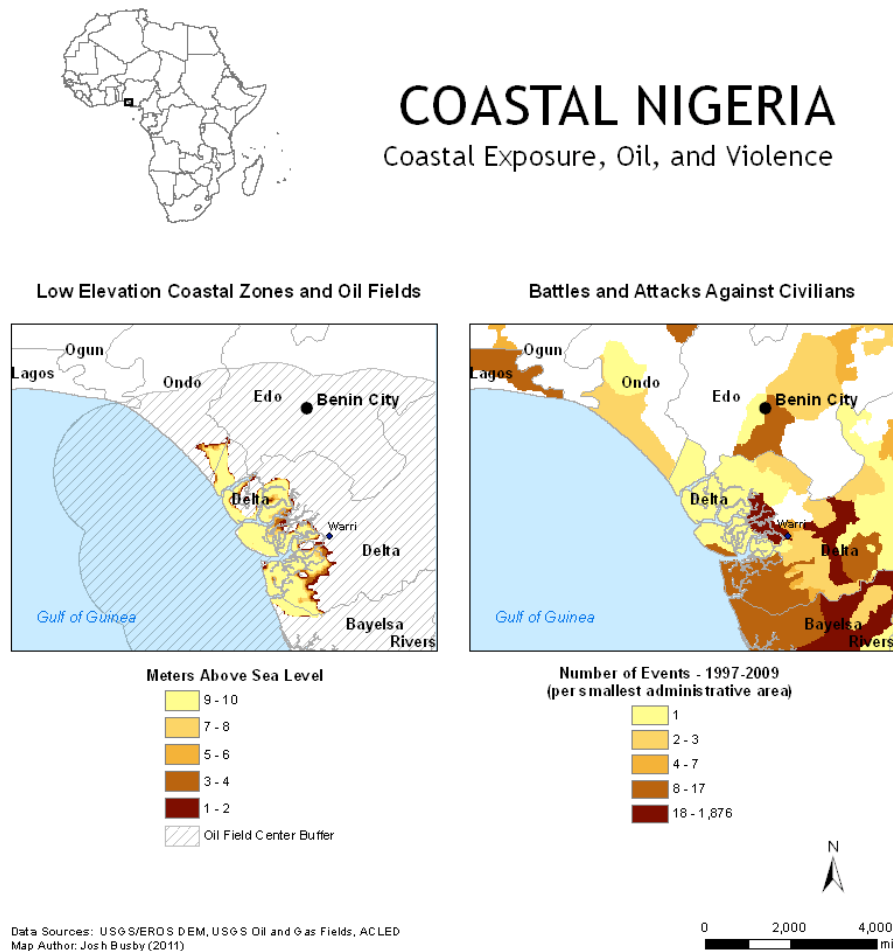 COASTAL NIGERIA
Coastal Exposure, Oil, and Violence
Low Elevation Coastal Zones and Oil Fields
Ogun
Lagos
Ondo
Edo
Benin City
Delta
Warri
Delta
Gulf of Guinea
Bayelsa
Rivers
Meters Above Sea Level
9 - 10
7 - 8
5 - 6
3 - 4
1 - 2
Oil Field Center Buffer
Battles and Attacks Against Civilians
Ogun
Lagos
Ondo
Edo
Benin City
Delta
Warri
Delta
Gulf of Guinea
Bayelsa
Rivers
Number of Events - 1997-2009
(per smallest administrative area)
1
2 - 3
4 - 7
8 - 17
18 - 1,876
N
0 2,000 4,000
mi
Data Sources: USGS/EROS DEM, USGS Oil and Gas Fields, ACLED
Map Author: Josh Busby (2011)